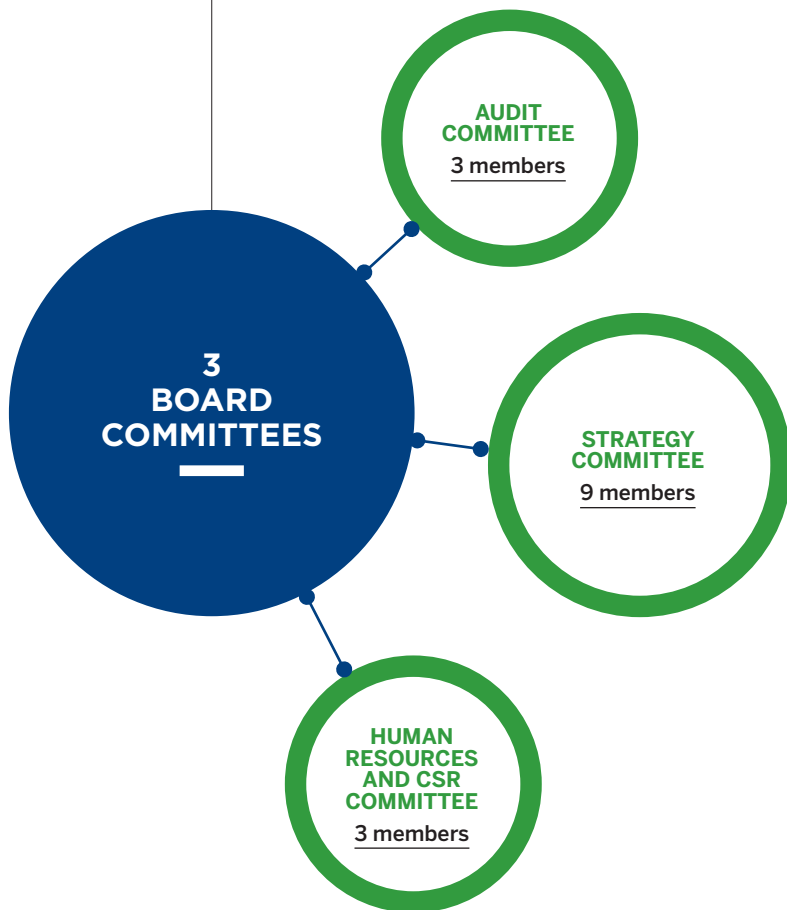 AUDIT
COMMITTEE
3 members
3
BOARD
COMMITTEES
STRATEGY
COMMITTEE
9 members
HUMAN
RESOURCES
AND CSR
COMMITTEE
3 members